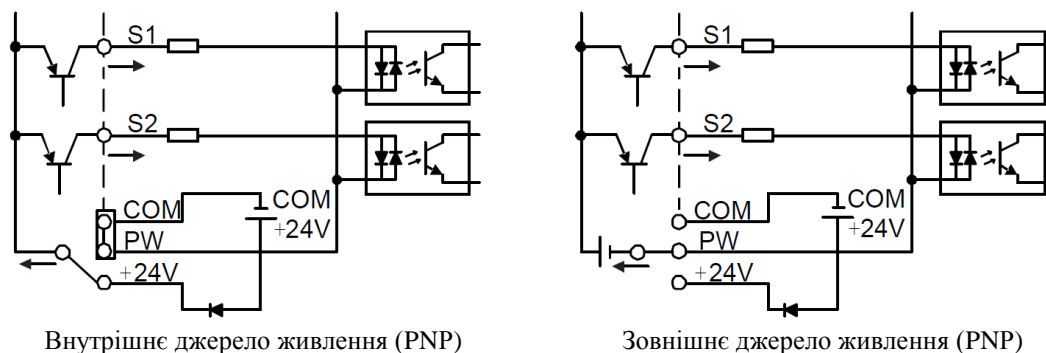 S1
S2
COM
PW
+24V
COM
+24V
Внутрішнє джерело живлення (PNP)
S1
S2
COM
PW
+24V
COM
+24V
Зовнішнє джерело живлення (PNP)